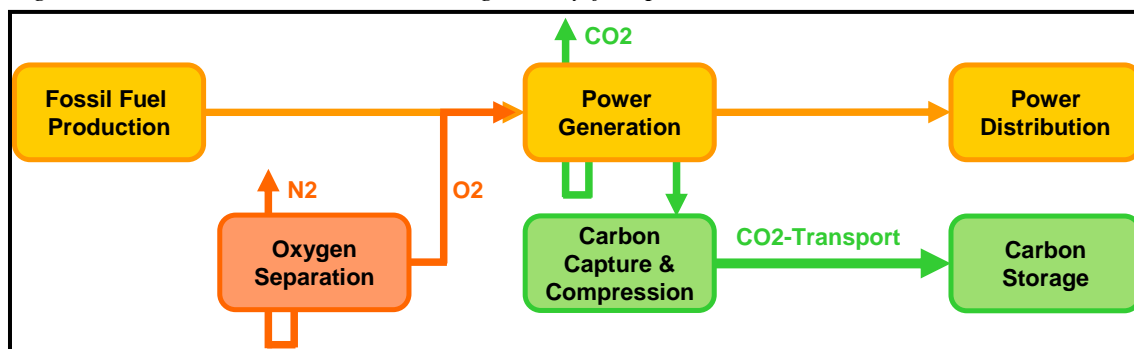 CO2
Fossil Fuel
Production
Power
Generation
Power
Distribution
N2
O2
Oxygen
Separation
Carbon
Capture &
Compression
CO2-Transport
Carbon
Storage